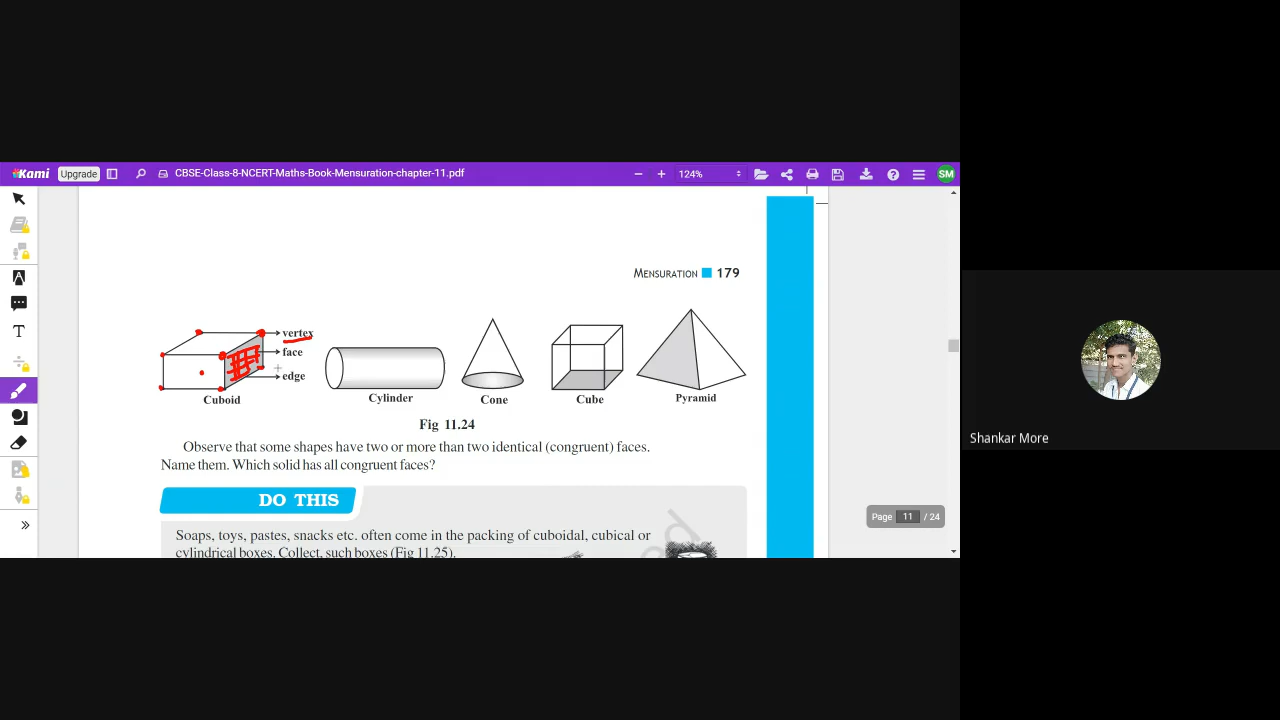 Kami Upgrade CBSE-Class-8-NCERT-Maths-Book-Mensuration-chapter-11.pdf 124% SM
MENSURATION 179
vertex
face
edge
Cuboid Cylinder Cone Cube Pyramid
Fig 11.24
Observe that some shapes have two or more than two identical (congruent) faces.
Name them. Which solid has all congruent faces?
DO THIS
Soaps, toys, pastes, snacks etc. often come in the packing of cuboidal, cubical or
cylindrical boxes. Collect, such boxes (Fig 11.25).
Page 11 / 24
Shankar More